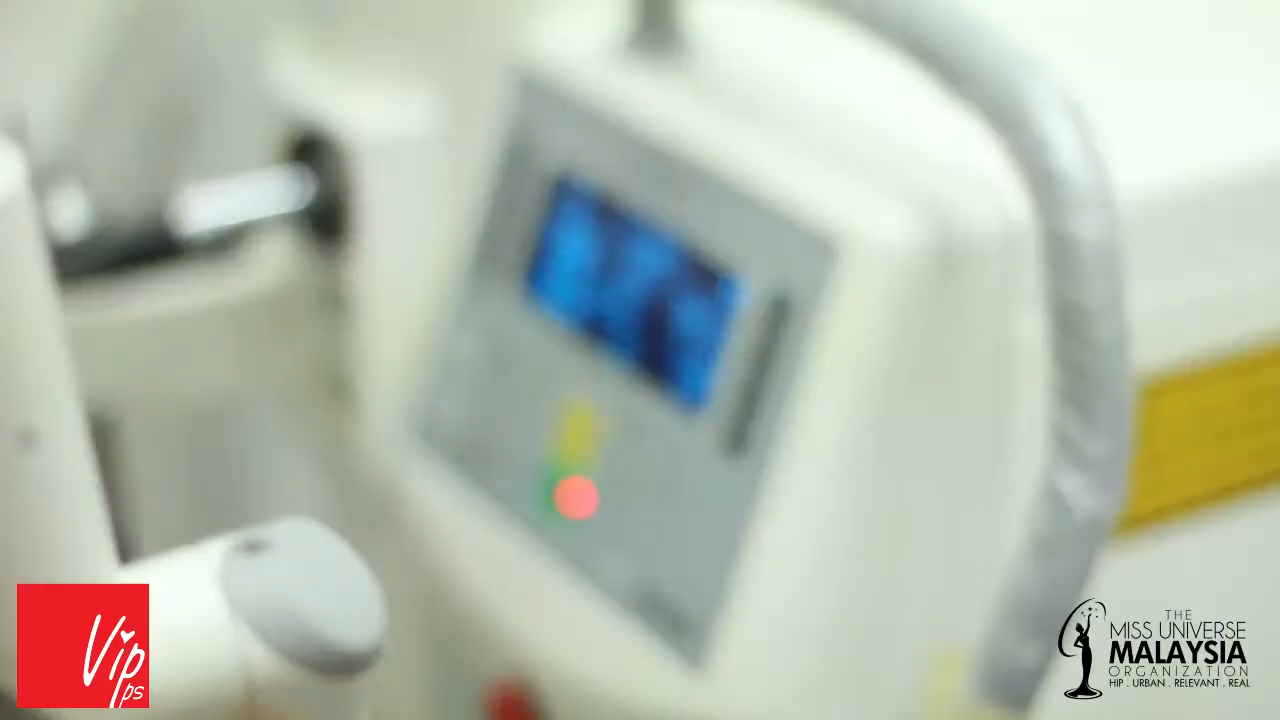 Vip
ps
THE
MISS UNIVERSE
MALAYSIA
ORGANIZATION
HIP . URBAN . RELEVANT . REAL